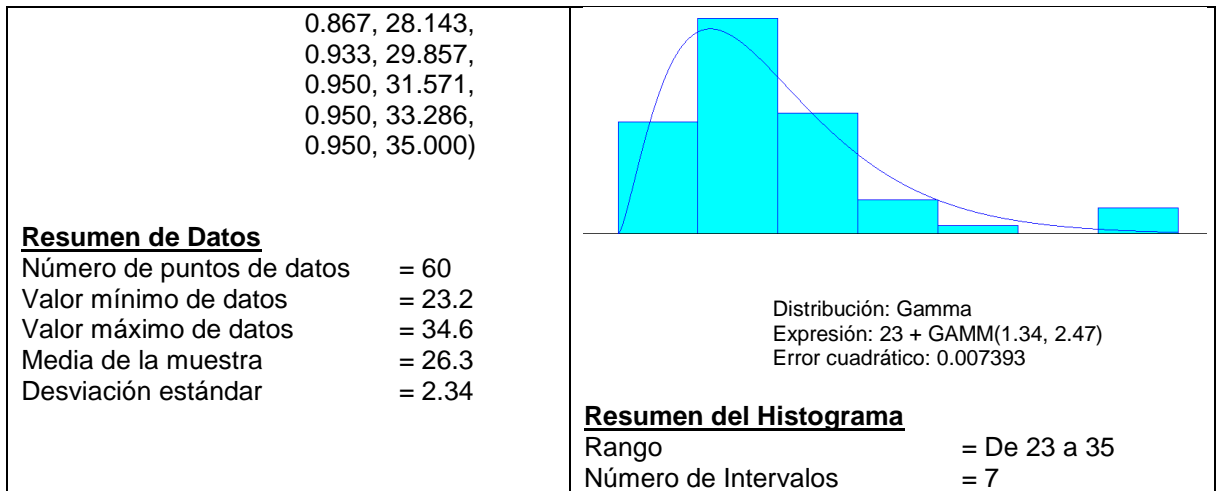 0.867, 28.143,
0.933, 29.857,
0.950, 31.571,
0.950, 33.286,
0.950, 35.000)
Resumen de Datos
Número de puntos de datos = 60
Valor mínimo de datos = 23.2
Valor máximo de datos = 34.6
Media de la muestra = 26.3
Desviación estándar = 2.34
Distribución: Gamma
Expresión: 23 + GAMM(1.34, 2.47)
Error cuadrático: 0.007393
Resumen del Histograma
Rango = De 23 a 35
Número de Intervalos = 7